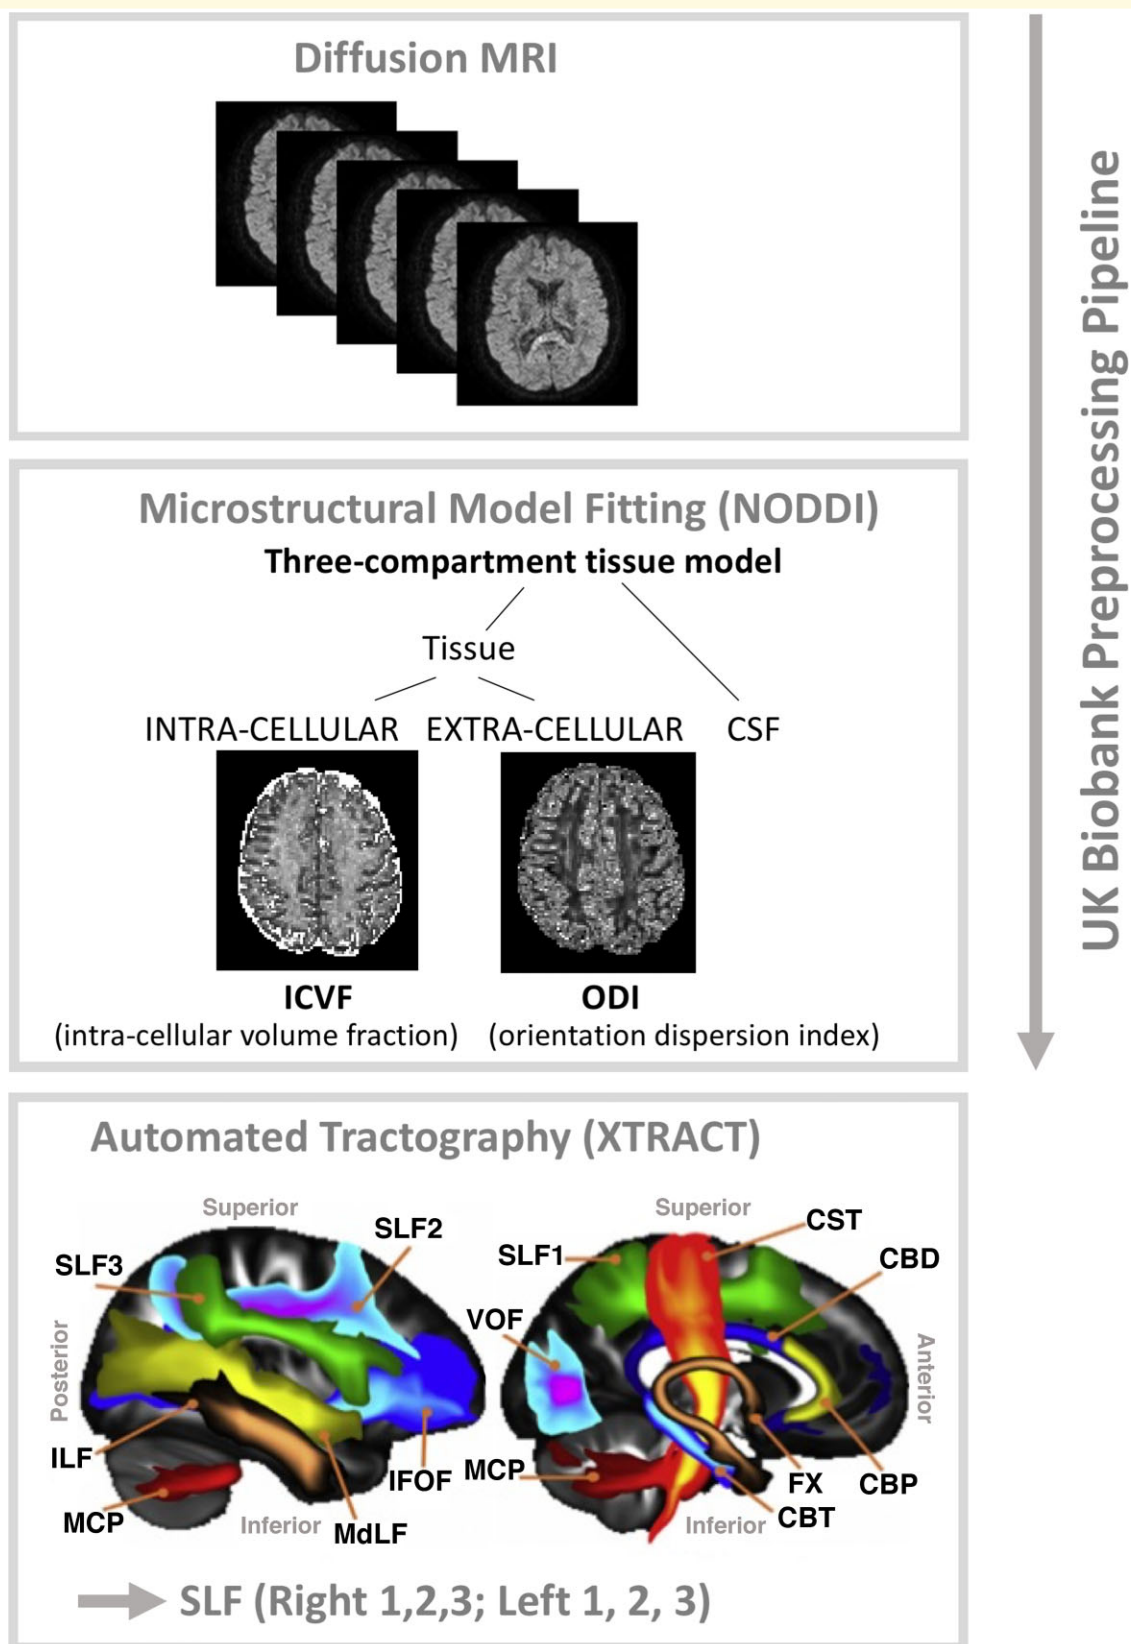 Diffusion MRI
Microstructural Model Fitting (NODDI)
Three-compartment tissue model
Tissue
INTRA-CELLULAR EXTRA-CELLULAR CSF
ICVF
(intra-cellular volume fraction)
ODI
(orientation dispersion index)
UK Biobank Preprocessing Pipeline
Automated Tractography (XTRACT)
Superior
SLF2
SLF3
Posterior
ILF
MCP
Inferior
MdLF
IFOF
Superior
CST
SLF1
CBD
VOF
Anterior
MCP
FX
CBP
Inferior
CBT
SLF (Right 1,2,3; Left 1, 2, 3)